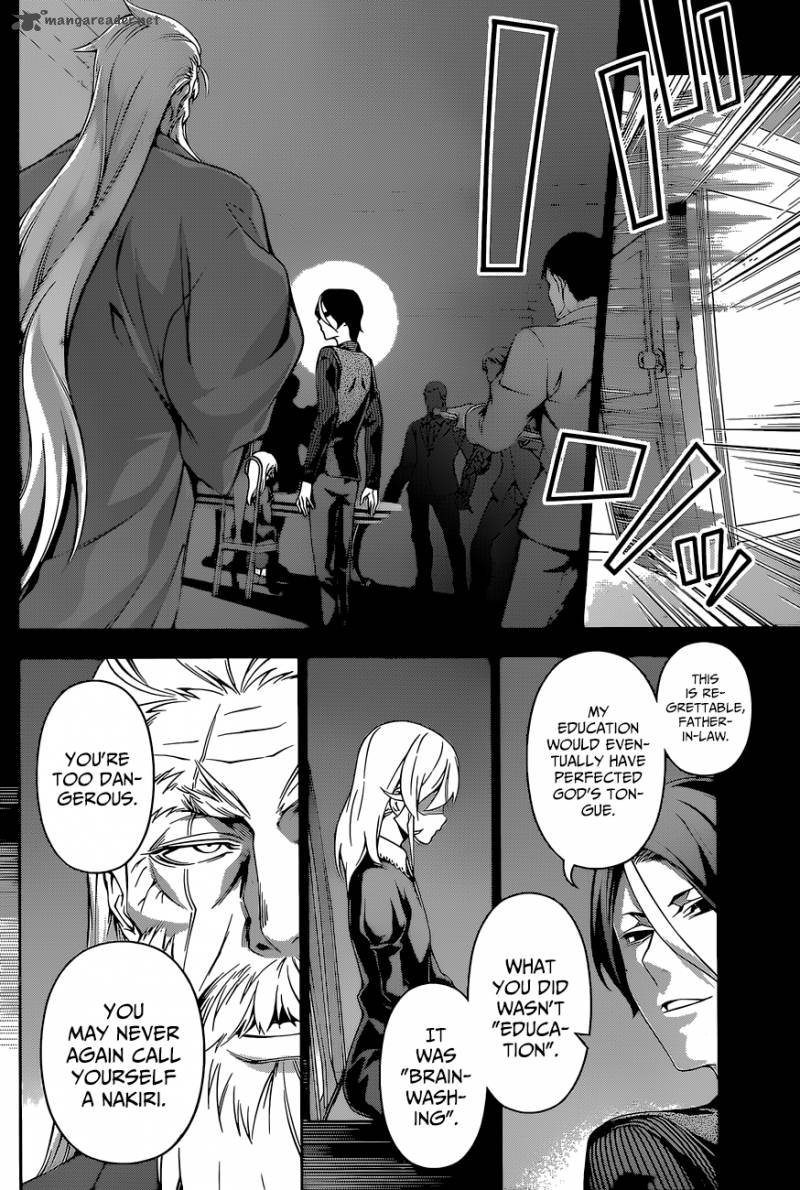 mangareader.net
THIS
IS RE-
GRETTABLE,
FATHER-
IN-LAW.
MY
EDUCATION
WOULD EVEN-
TUALLY HAVE
PERFECTED
GOD'S TON-
GUE.
WHAT
YOU DID
WASN'T
"EDUCA-
TION".
IT
WAS
"BRAIN-
WASH-
ING".
YOU'RE
TOO DAN-
GEROUS.
YOU
MAY NEVER
AGAIN CALL
YOURSELF
A NAKIRI.